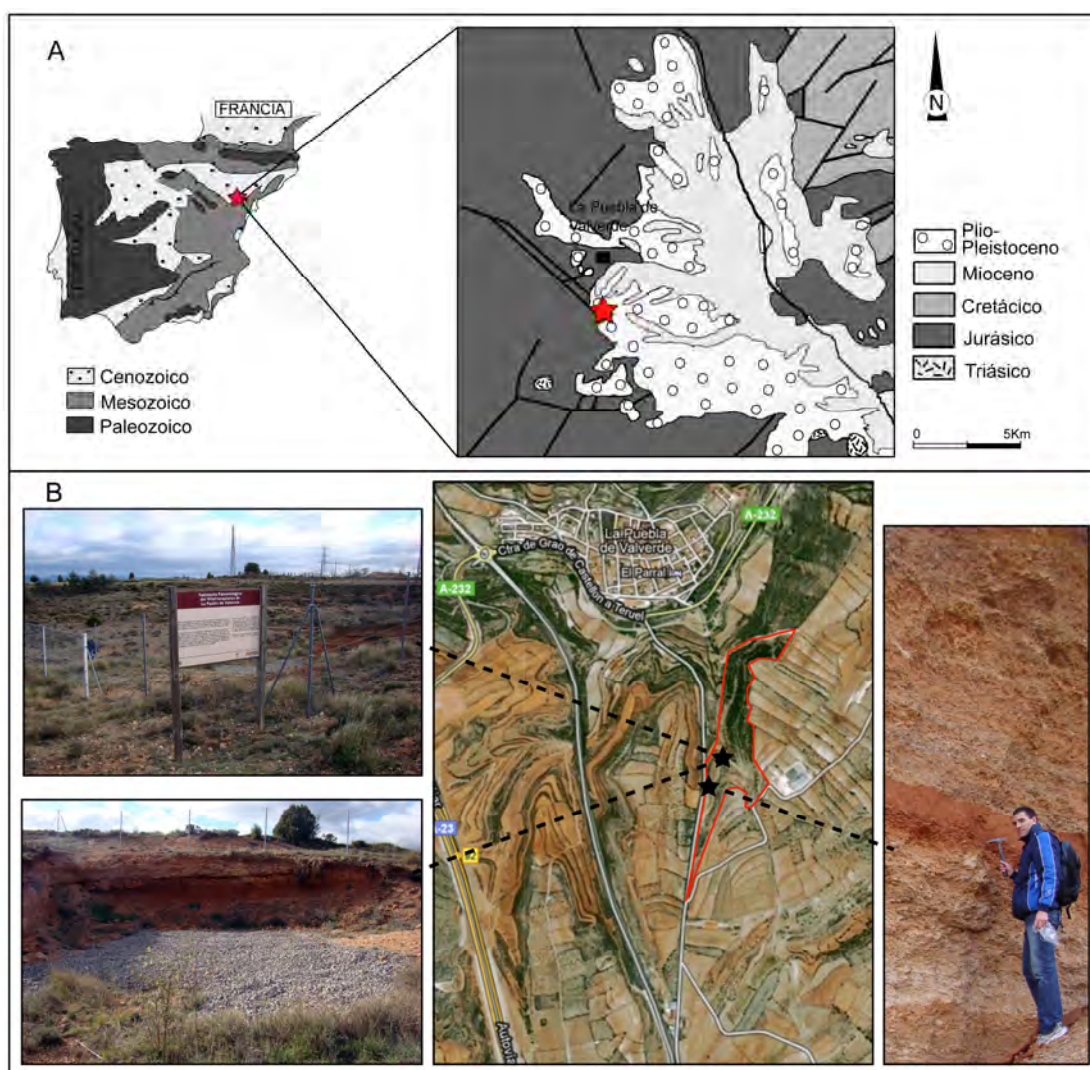 A
FRANCIA
Cenozoico
Mesozoico
Paleozoico
La Puebla de
Valverde
N
Plio-
Pleistoceno
Mioceno
Cretácico
Jurásico
Triásico
0 5Km
B
A-232
A-232
La Puebla
de Valverde
El Parral
Ctra de Grao de Castellón a Teruel
A-23
Autovía